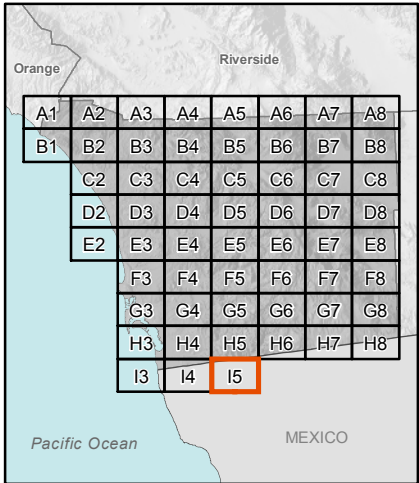 Riverside
Orange
A1 A2 A3 A4 A5 A6 A7 A8
B1 B2 B3 B4 B5 B6 B7 B8
C2 C3 C4 C5 C6 C7 C8
D2 D3 D4 D5 D6 D7 D8
E2 E3 E4 E5 E6 E7 E8
F3 F4 F5 F6 F7 F8
G3 G4 G5 G6 G7 G8
H3 H4 H5 H6 H7 H8
I3 I4 I5
Pacific Ocean MEXICO